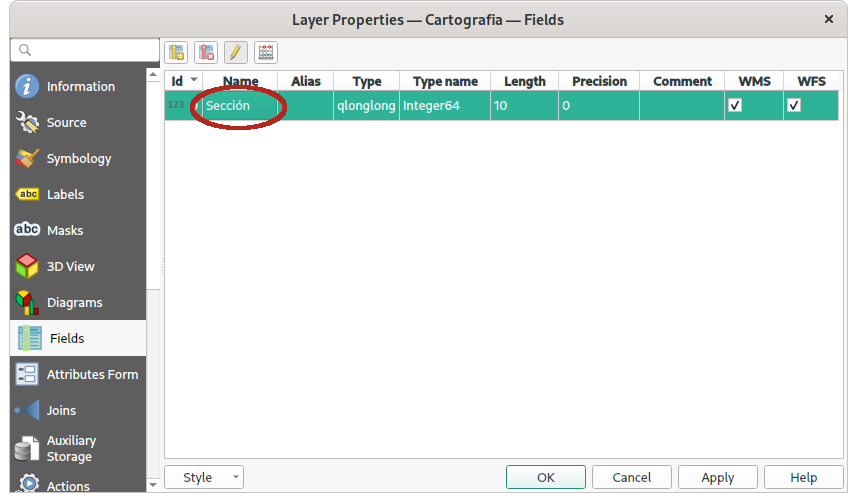 Layer Properties — Cartografia — Fields
Id Name Alias Type Type name Length Precision Comment WMS WFS
123 Sección qlonglong Integer64 10 0
Information
Source
Symbology
abc Labels
abc Masks
3D View
Diagrams
Fields
Attributes Form
Joins
Auxiliary
Storage
Actions
Style OK Cancel Apply Help